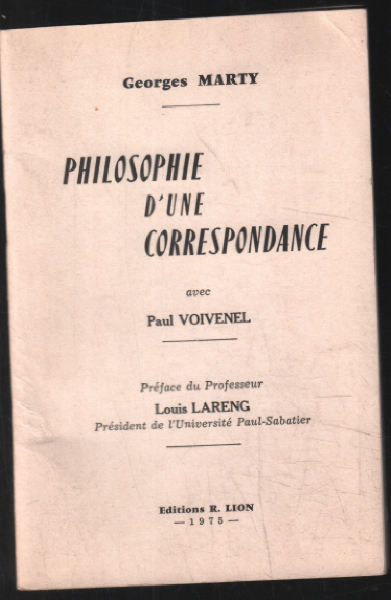 Georges MARTY
PHILOSOPHIE
D'UNE
CORRESPONDANCE
avec
Paul VOIVENEL
Préface du Professeur
Louis LARENG
Président de l'Université Paul-Sabatier
Editions R. LION
—1975—